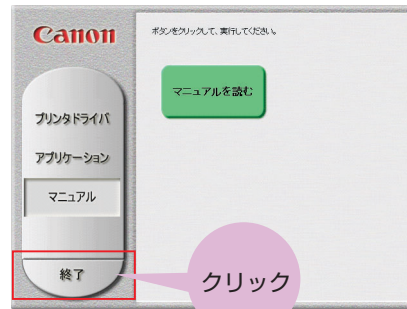 Canon
ボタンをクリックして、実行してください。
マニュアルを読む
プリンタドライバ
アプリケーション
マニュアル
終了
クリック